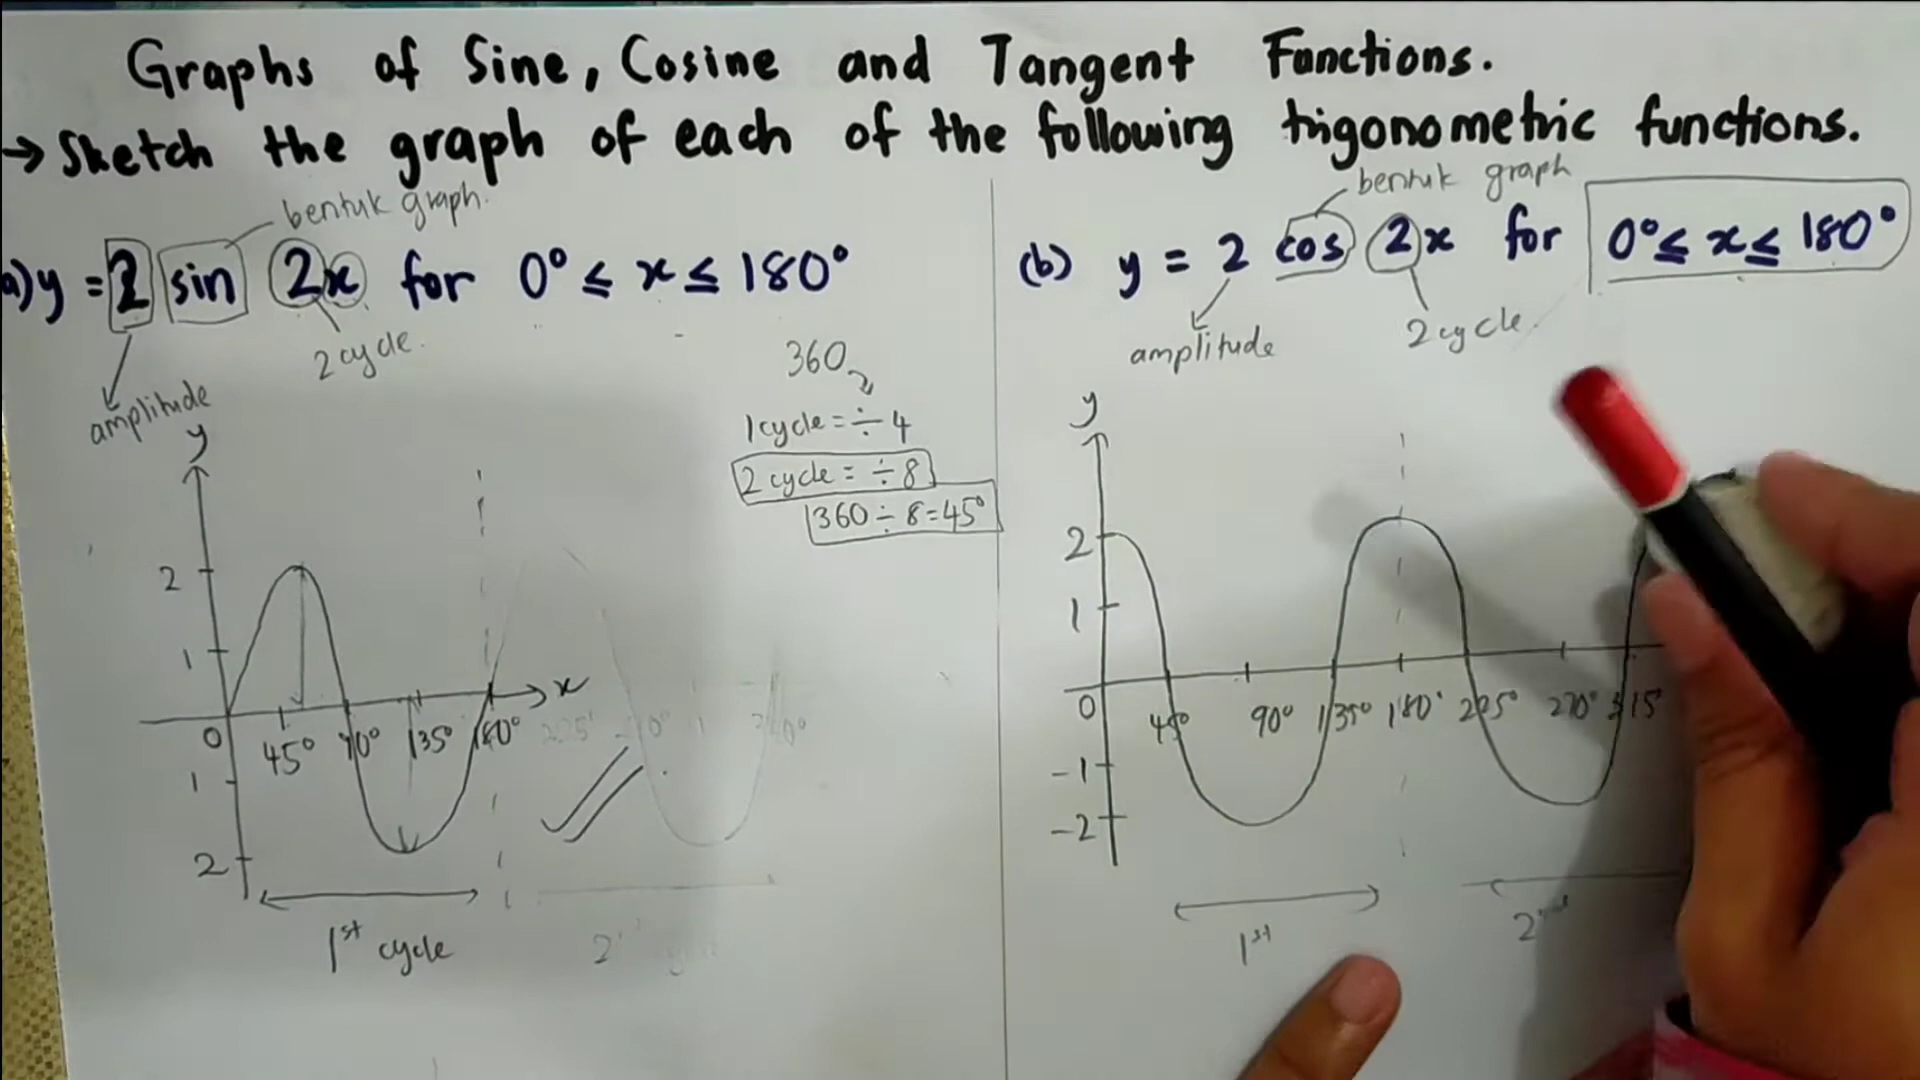 Graphs of Sine, Cosine and Tangent Functions.
→ Sketch the graph of each of the following trigonometric functions.
bentuk graph.
a) y = 2 sin 2x for 0° ≤ x ≤ 180°
2 cycle.
amplitude
360
1 cycle = ÷ 4
2 cycle = ÷ 8
360 ÷ 8 = 45°
y
2
1
x
0
45° 90° 135° 180° 225° 360°
1
2
1st cycle
bentuk graph
(b) y = 2 cos 2x for 0° ≤ x ≤ 180°
amplitude
2 cycle.
y
2
1
0
45° 90° 135° 180° 225° 270° 315°
-1
-2
1st
2nd